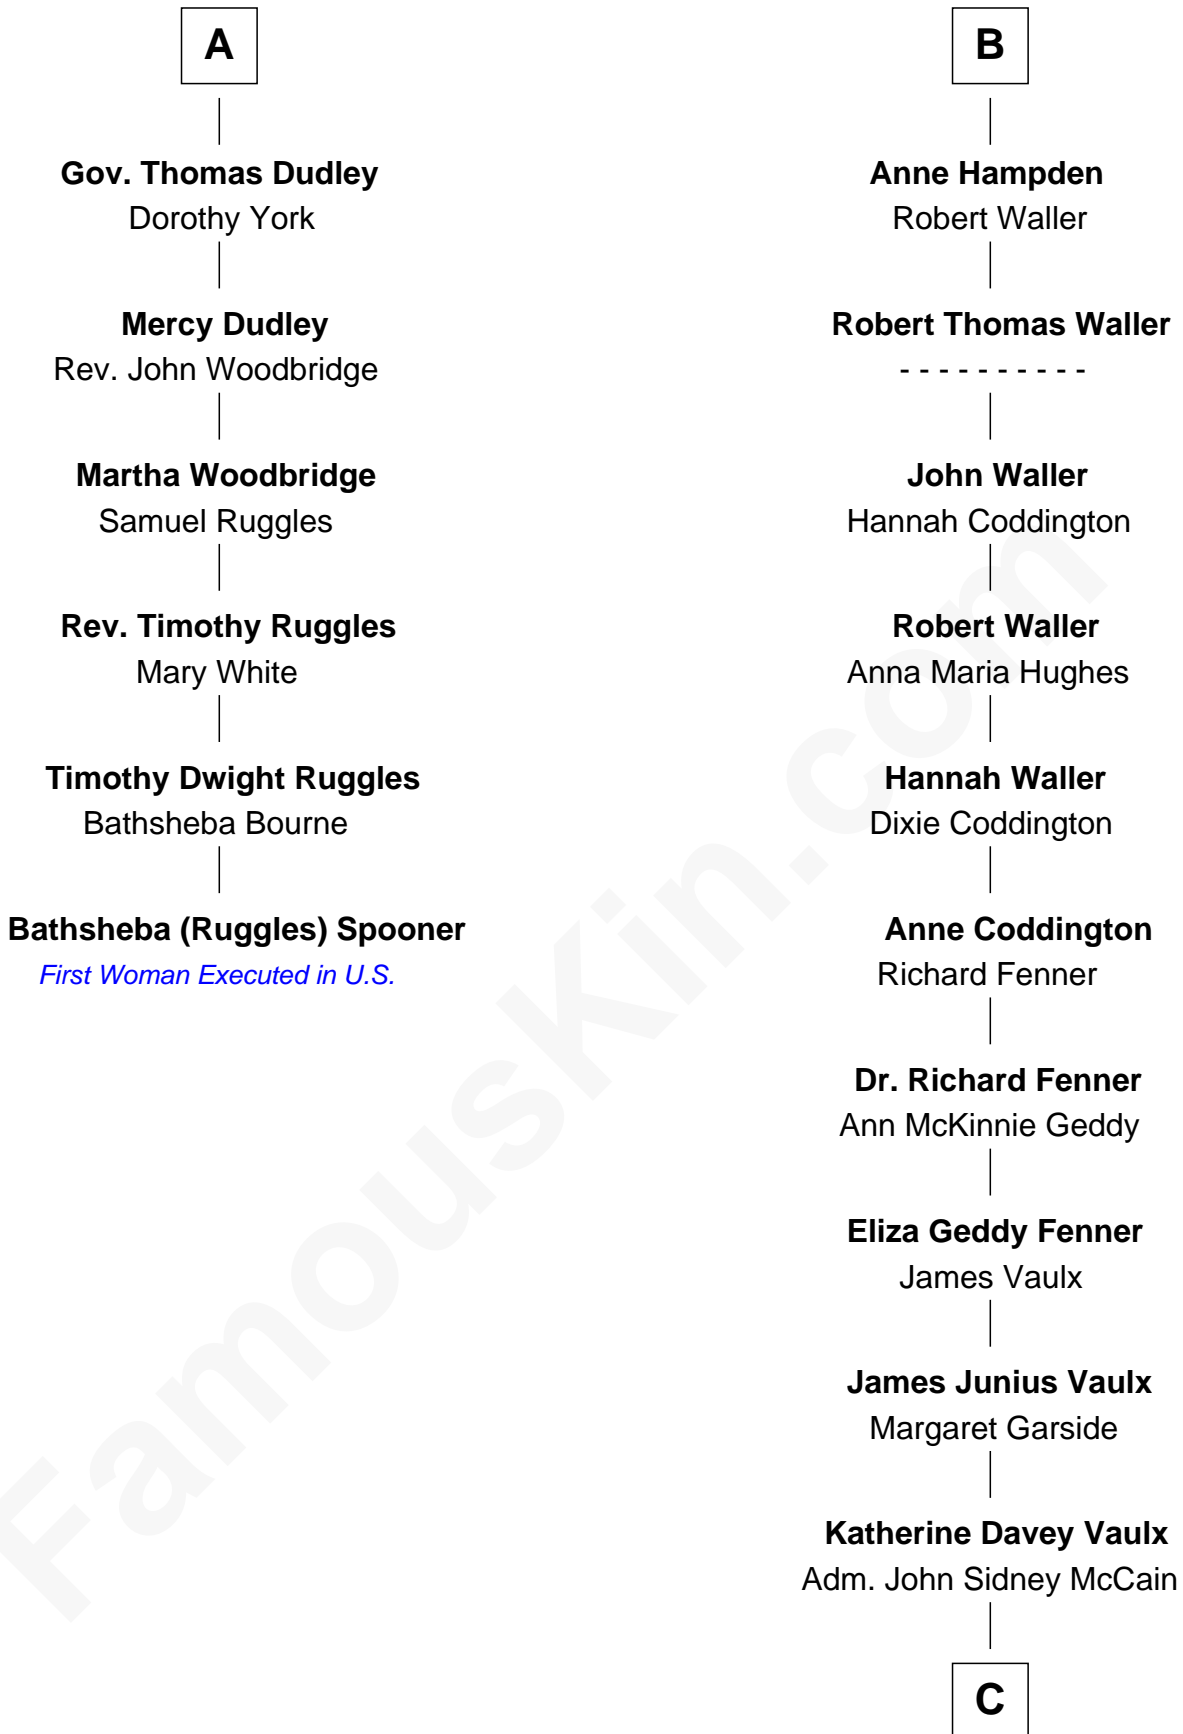 A
Gov. Thomas Dudley
Dorothy York
Mercy Dudley
Rev. John Woodbridge
Martha Woodbridge
Samuel Ruggles
Rev. Timothy Ruggles
Mary White
Timothy Dwight Ruggles
Bathsheba Bourne
Bathsheba (Ruggles) Spooner
First Woman Executed in U.S.
B
Anne Hampden
Robert Waller
Robert Thomas Waller
- - - - - - - - - -
John Waller
Hannah Coddington
Robert Waller
Anna Maria Hughes
Hannah Waller
Dixie Coddington
Anne Coddington
Richard Fenner
Dr. Richard Fenner
Ann McKinnie Geddy
Eliza Geddy Fenner
James Vaulx
James Junius Vaulx
Margaret Garside
Katherine Davey Vaulx
Adm. John Sidney McCain
C
FamousKin.com